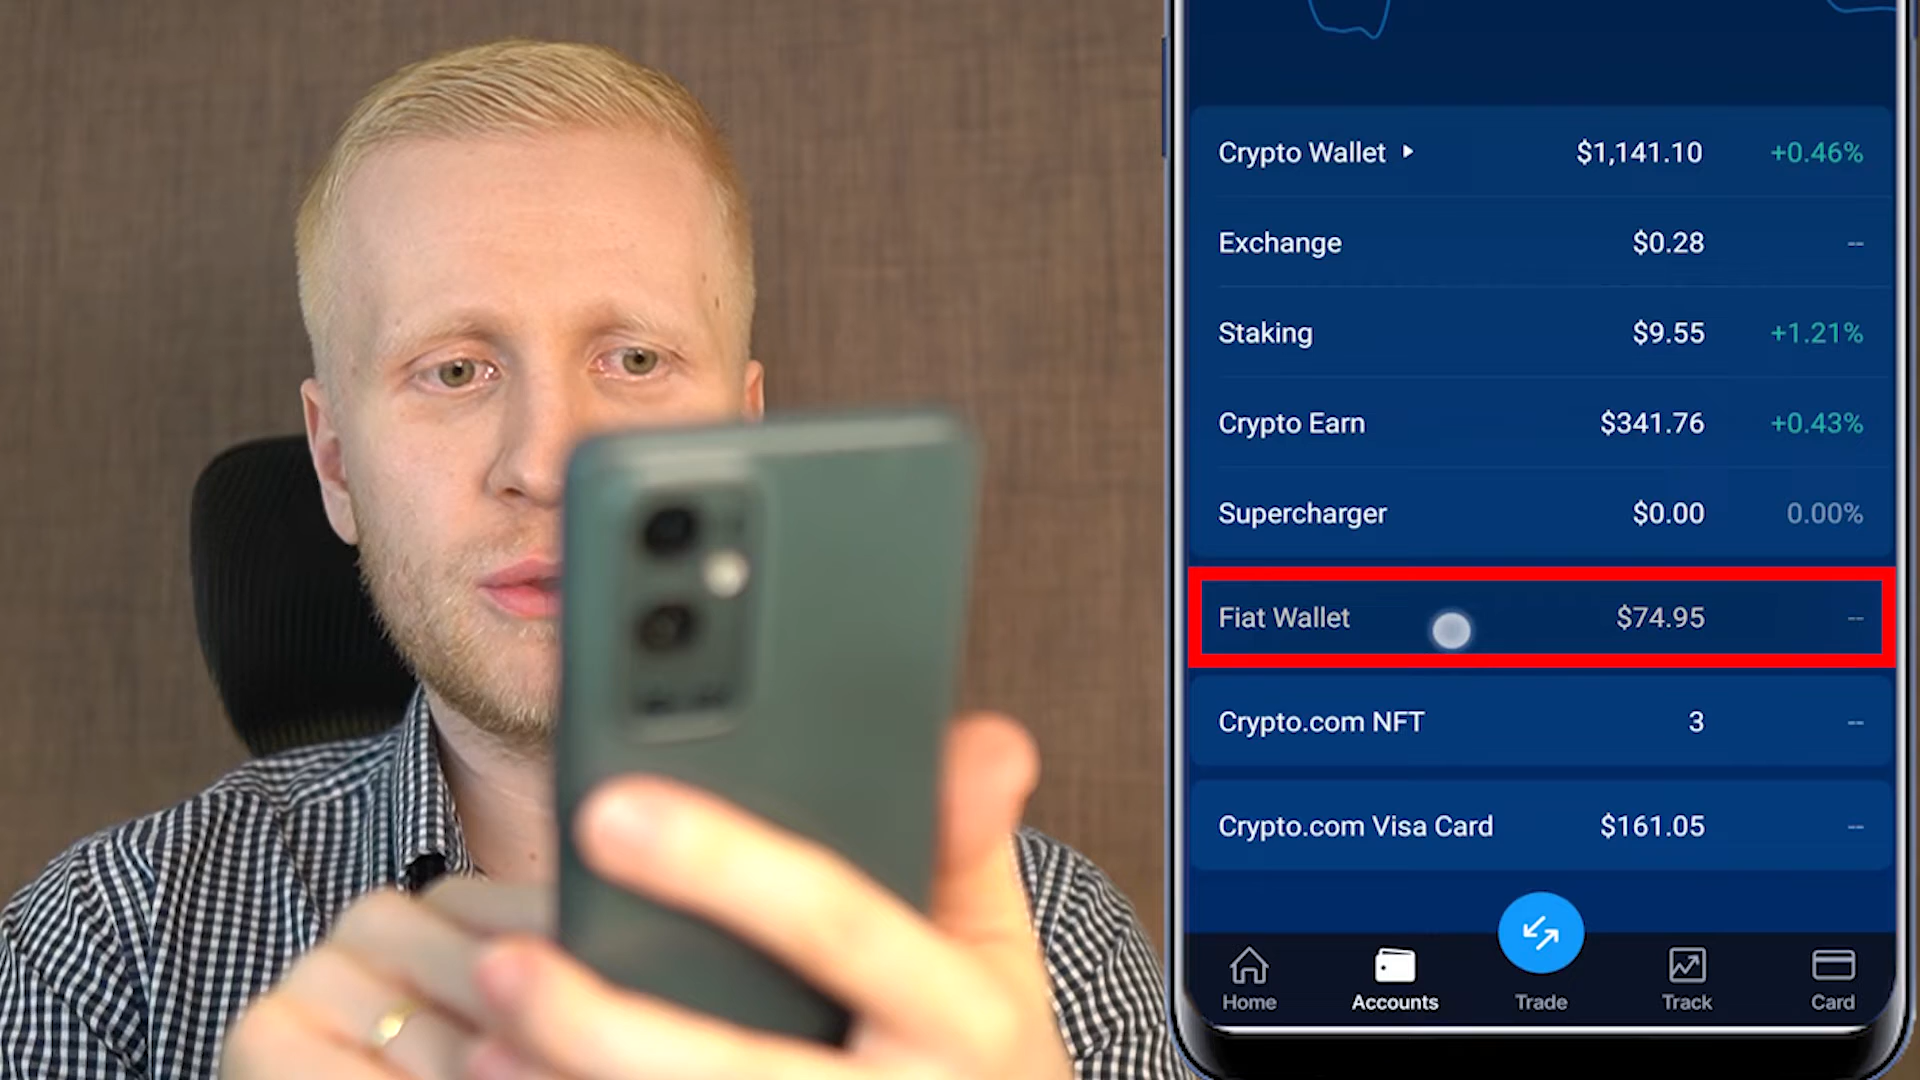 Crypto Wallet $1,141.10 +0.46%
Exchange $0.28 --
Staking $9.55 +1.21%
Crypto Earn $341.76 +0.43%
Supercharger $0.00 0.00%
Fiat Wallet $74.95 --
Crypto.com NFT 3 --
Crypto.com Visa Card $161.05 --
Home Accounts Trade Track Card